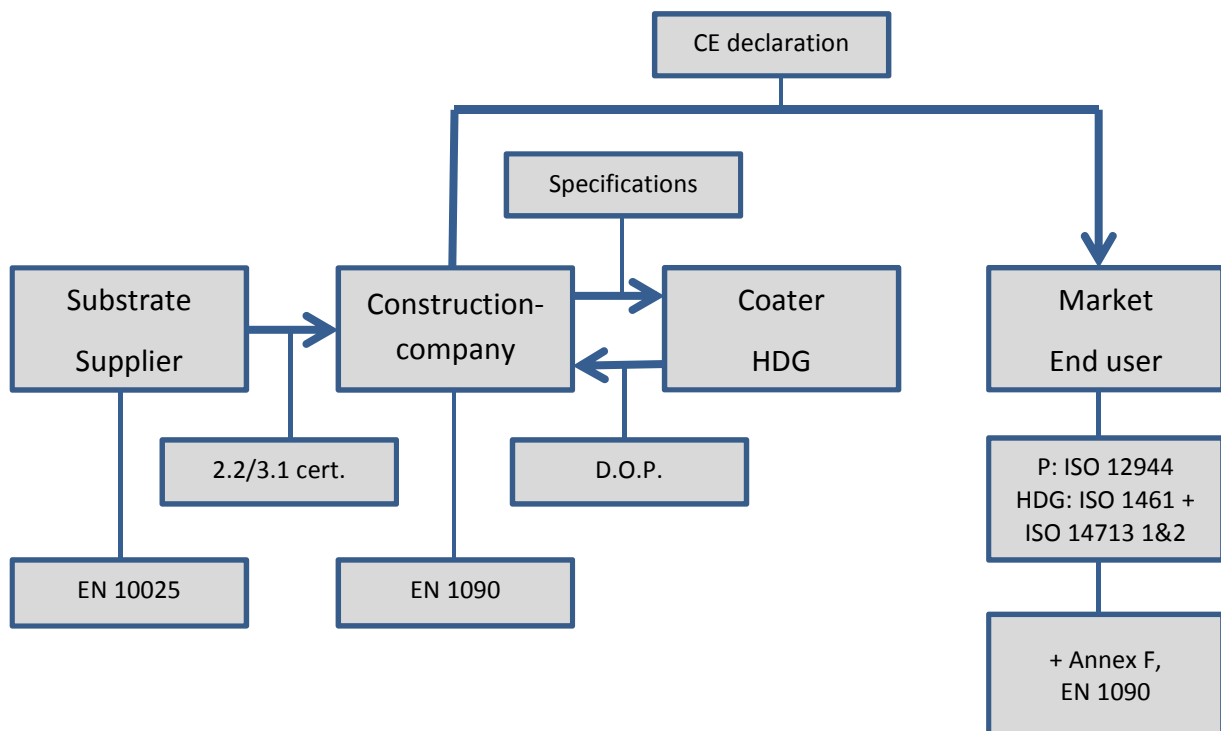 CE declaration
Specifications
Substrate
Supplier
Construction-
company
Coater
HDG
Market
End user
2.2/3.1 cert.
D.O.P.
P: ISO 12944
HDG: ISO 1461 +
ISO 14713 1&2
EN 10025
EN 1090
+ Annex F,
EN 1090